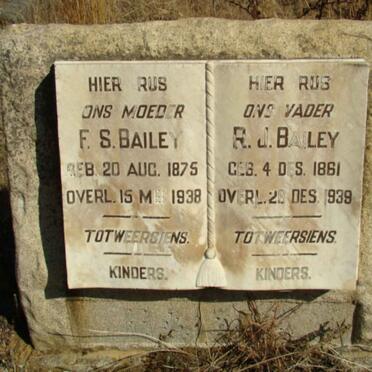 HIER RUS
ONS MOEDER
F. S. BAILEY
GEB. 20 AUG. 1875
OVERL. 15 1938
TOTWEERSIENS.
KINDERS.
HIER RUS
ONS VADER
R. J. BAILEY
GEB. 4 DES. 1861
OVERL. DES. 1939
TOTWEERSIENS.
KINDERS.